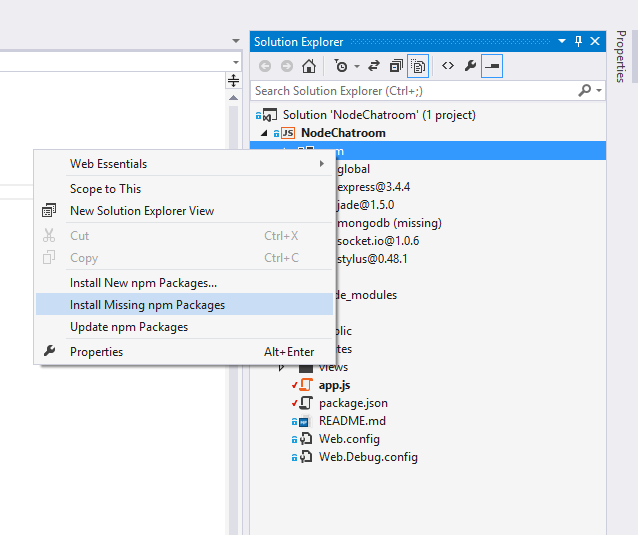 Solution Explorer
Properties
Search Solution Explorer (Ctrl+;)
Solution 'NodeChatroom' (1 project)
JS NodeChatroom
global
express@3.4.4
jade@1.5.0
mongodb (missing)
socket.io@1.0.6
stylus@0.48.1
de_modules
blic
tes
views
app.js
package.json
README.md
Web.config
Web.Debug.config
Web Essentials
Scope to This
New Solution Explorer View
Cut Ctrl+X
Copy Ctrl+C
Install New npm Packages...
Install Missing npm Packages
Update npm Packages
Properties Alt+Enter